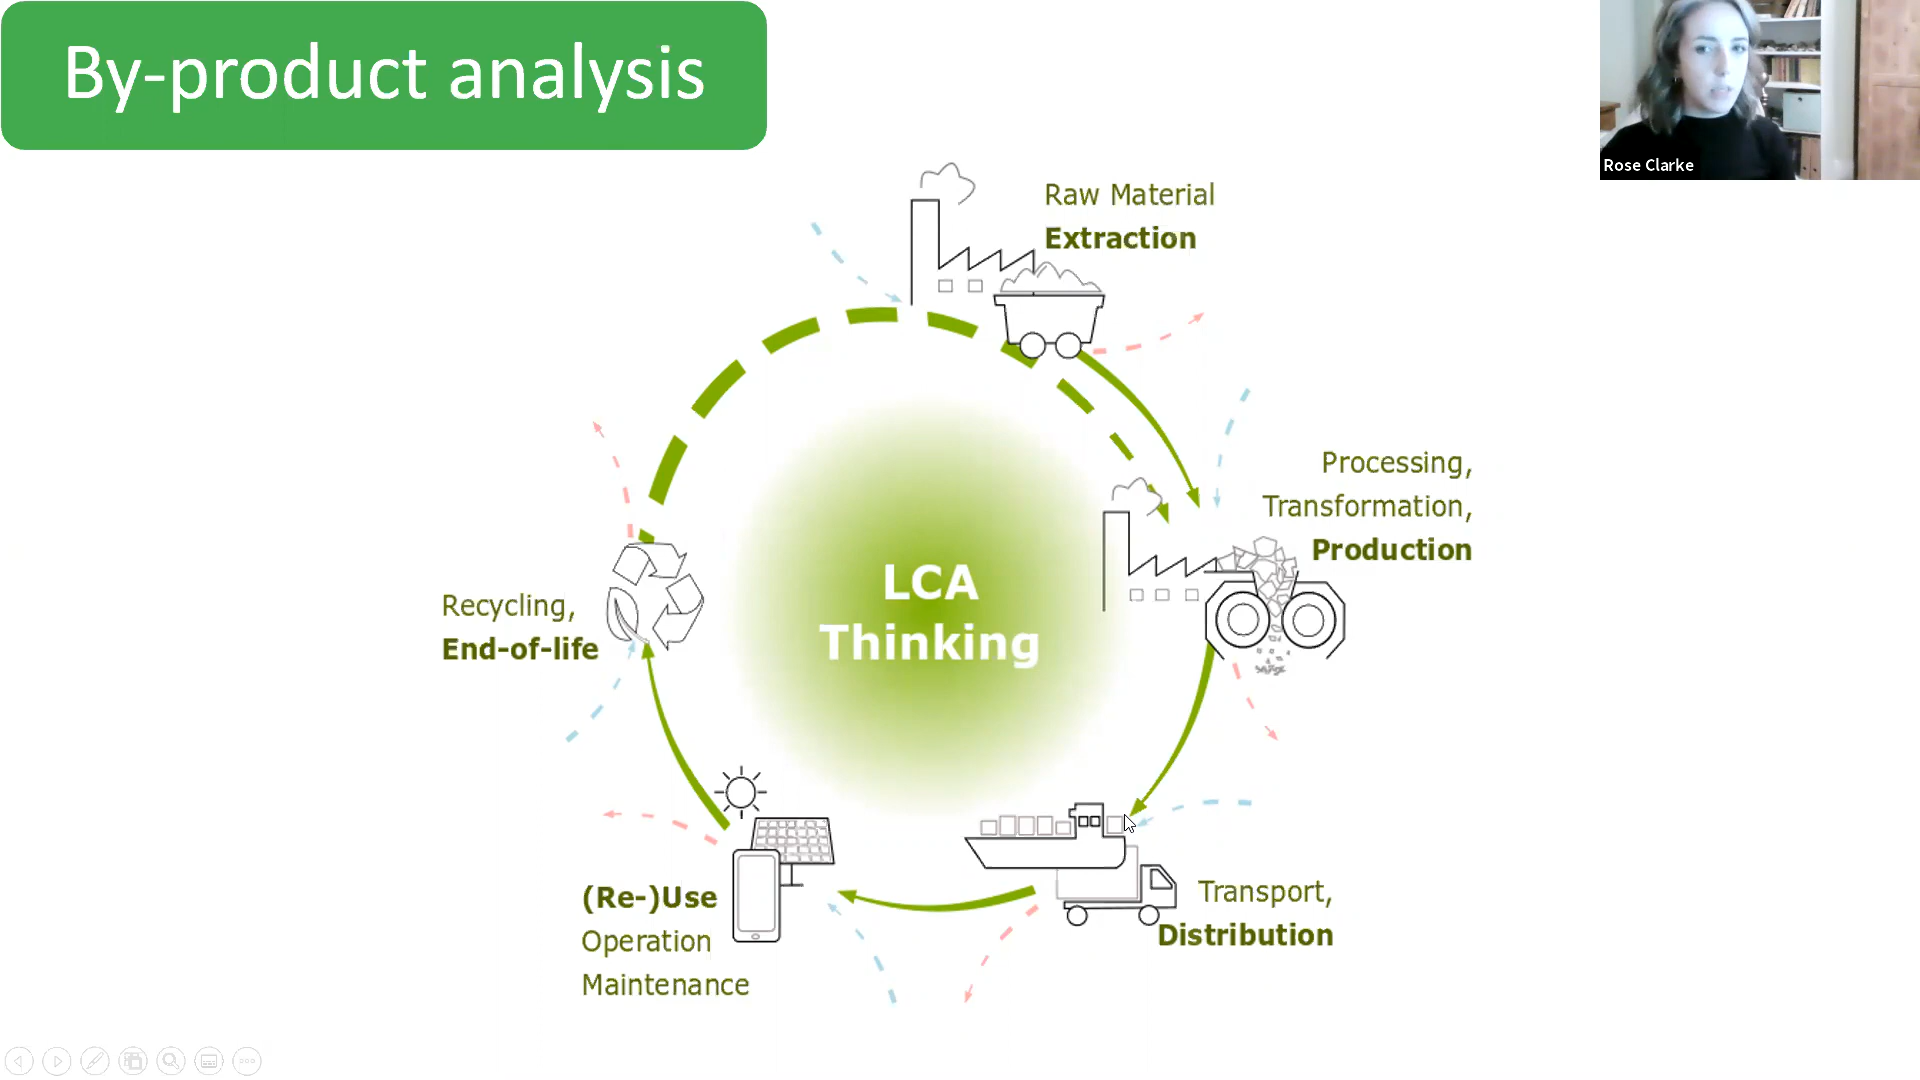 By-product analysis
Rose Clarke
Raw Material
Extraction
Processing,
Transformation,
Production
LCA
Thinking
Recycling,
End-of-life
(Re-)Use
Operation
Maintenance
Transport,
Distribution